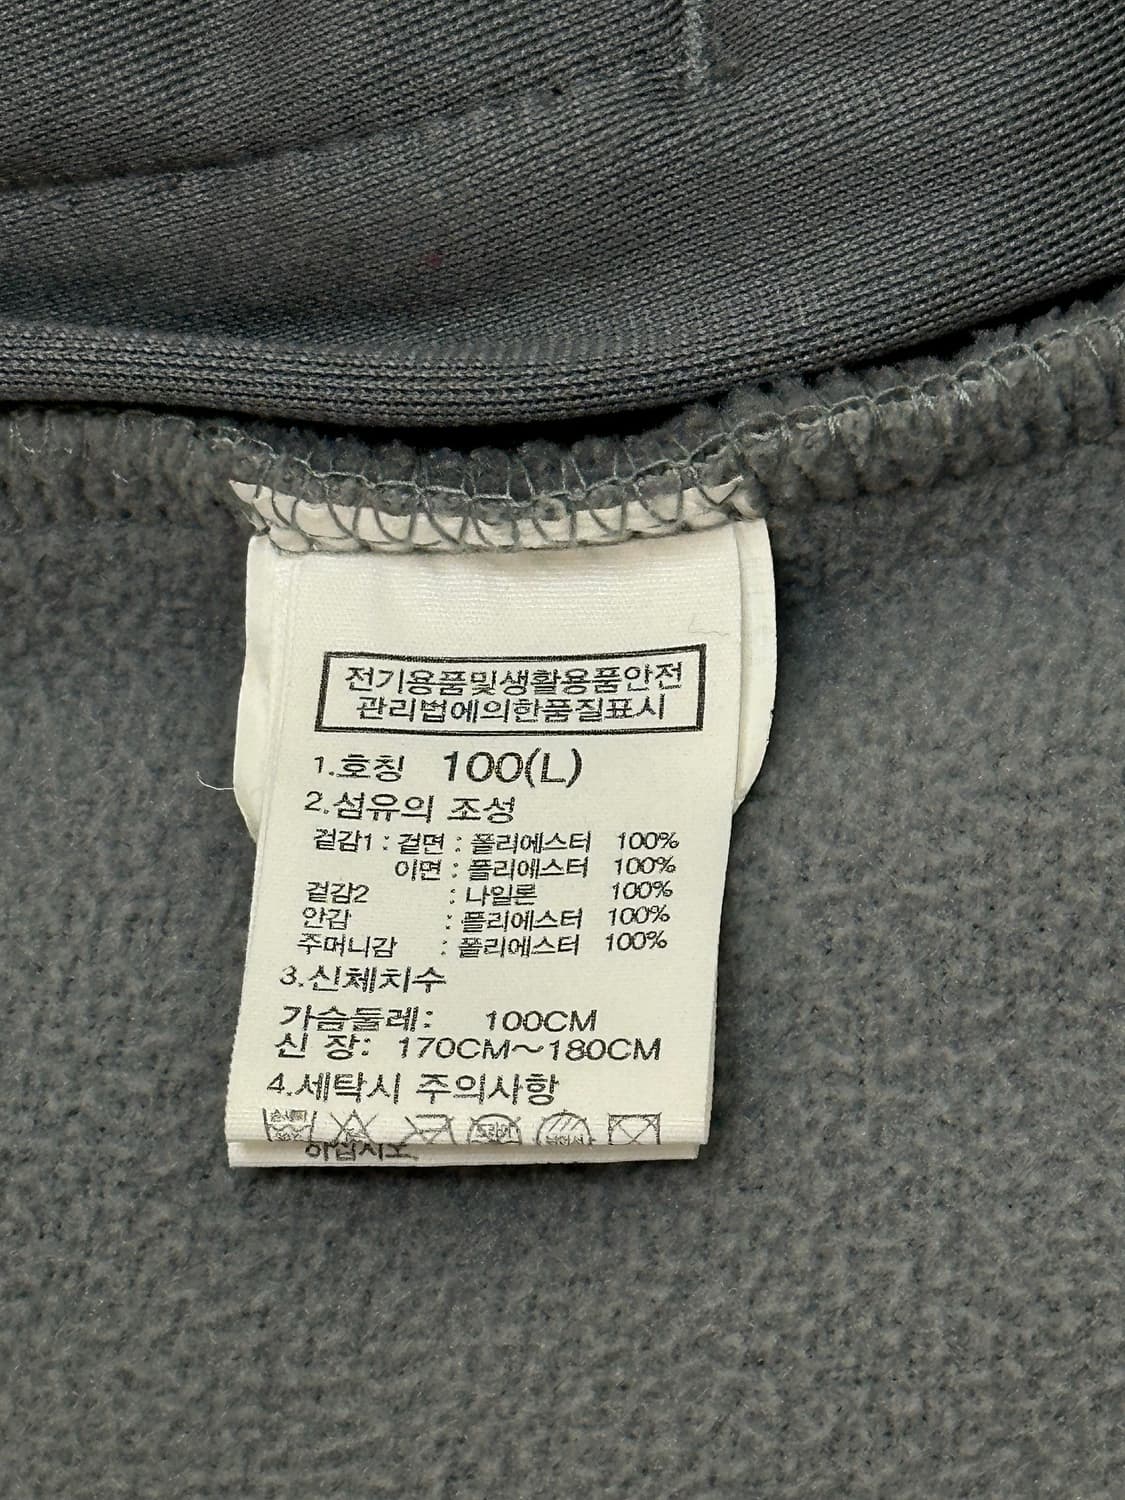 전기용품및생활용품안전
관리법에의한품질표시
1.호칭 100(L)
2.섬유의 조성
겉감1 : 겉면 : 폴리에스터 100%
이면 : 폴리에스터 100%
겉감2 : 나일론 100%
안감 : 폴리에스터 100%
주머니감 : 폴리에스터 100%
3.신체치수
가슴둘레: 100CM
신 장: 170CM~180CM
4.세탁시 주의사항
하십시오.